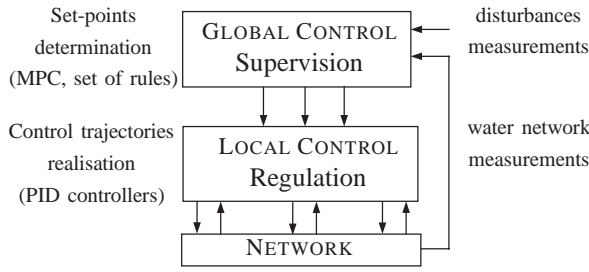 Set-points
determination
(MPC, set of rules)
GLOBAL CONTROL
Supervision
disturbances
measurements
Control trajectories
realisation
(PID controllers)
LOCAL CONTROL
Regulation
water network
measurements
NETWORK